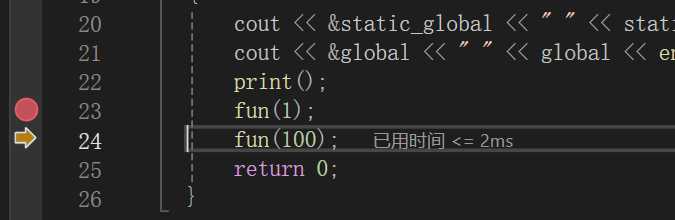 {
20 cout << &static_global << " " << stati
21 cout << &global << " " << global << en
22 print();
23 fun(1);
24 fun(100); 已用时间 <= 2ms
25 return 0;
26 }